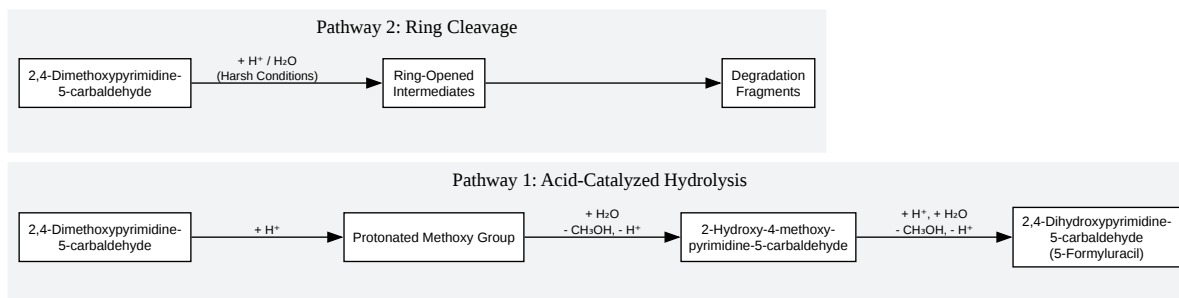 Pathway 2: Ring Cleavage
2,4-Dimethoxypyrimidine-
5-carbaldehyde
+ H⁺ / H₂O
(Harsh Conditions)
Ring-Opened
Intermediates
Degradation
Fragments
Pathway 1: Acid-Catalyzed Hydrolysis
2,4-Dimethoxypyrimidine-
5-carbaldehyde
+ H⁺
Protonated Methoxy Group
+ H₂O
- CH₃OH, - H⁺
2-Hydroxy-4-methoxy-
pyrimidine-5-carbaldehyde
+ H⁺, + H₂O
- CH₃OH, - H⁺
2,4-Dihydroxypyrimidine-
5-carbaldehyde
(5-Formyluracil)